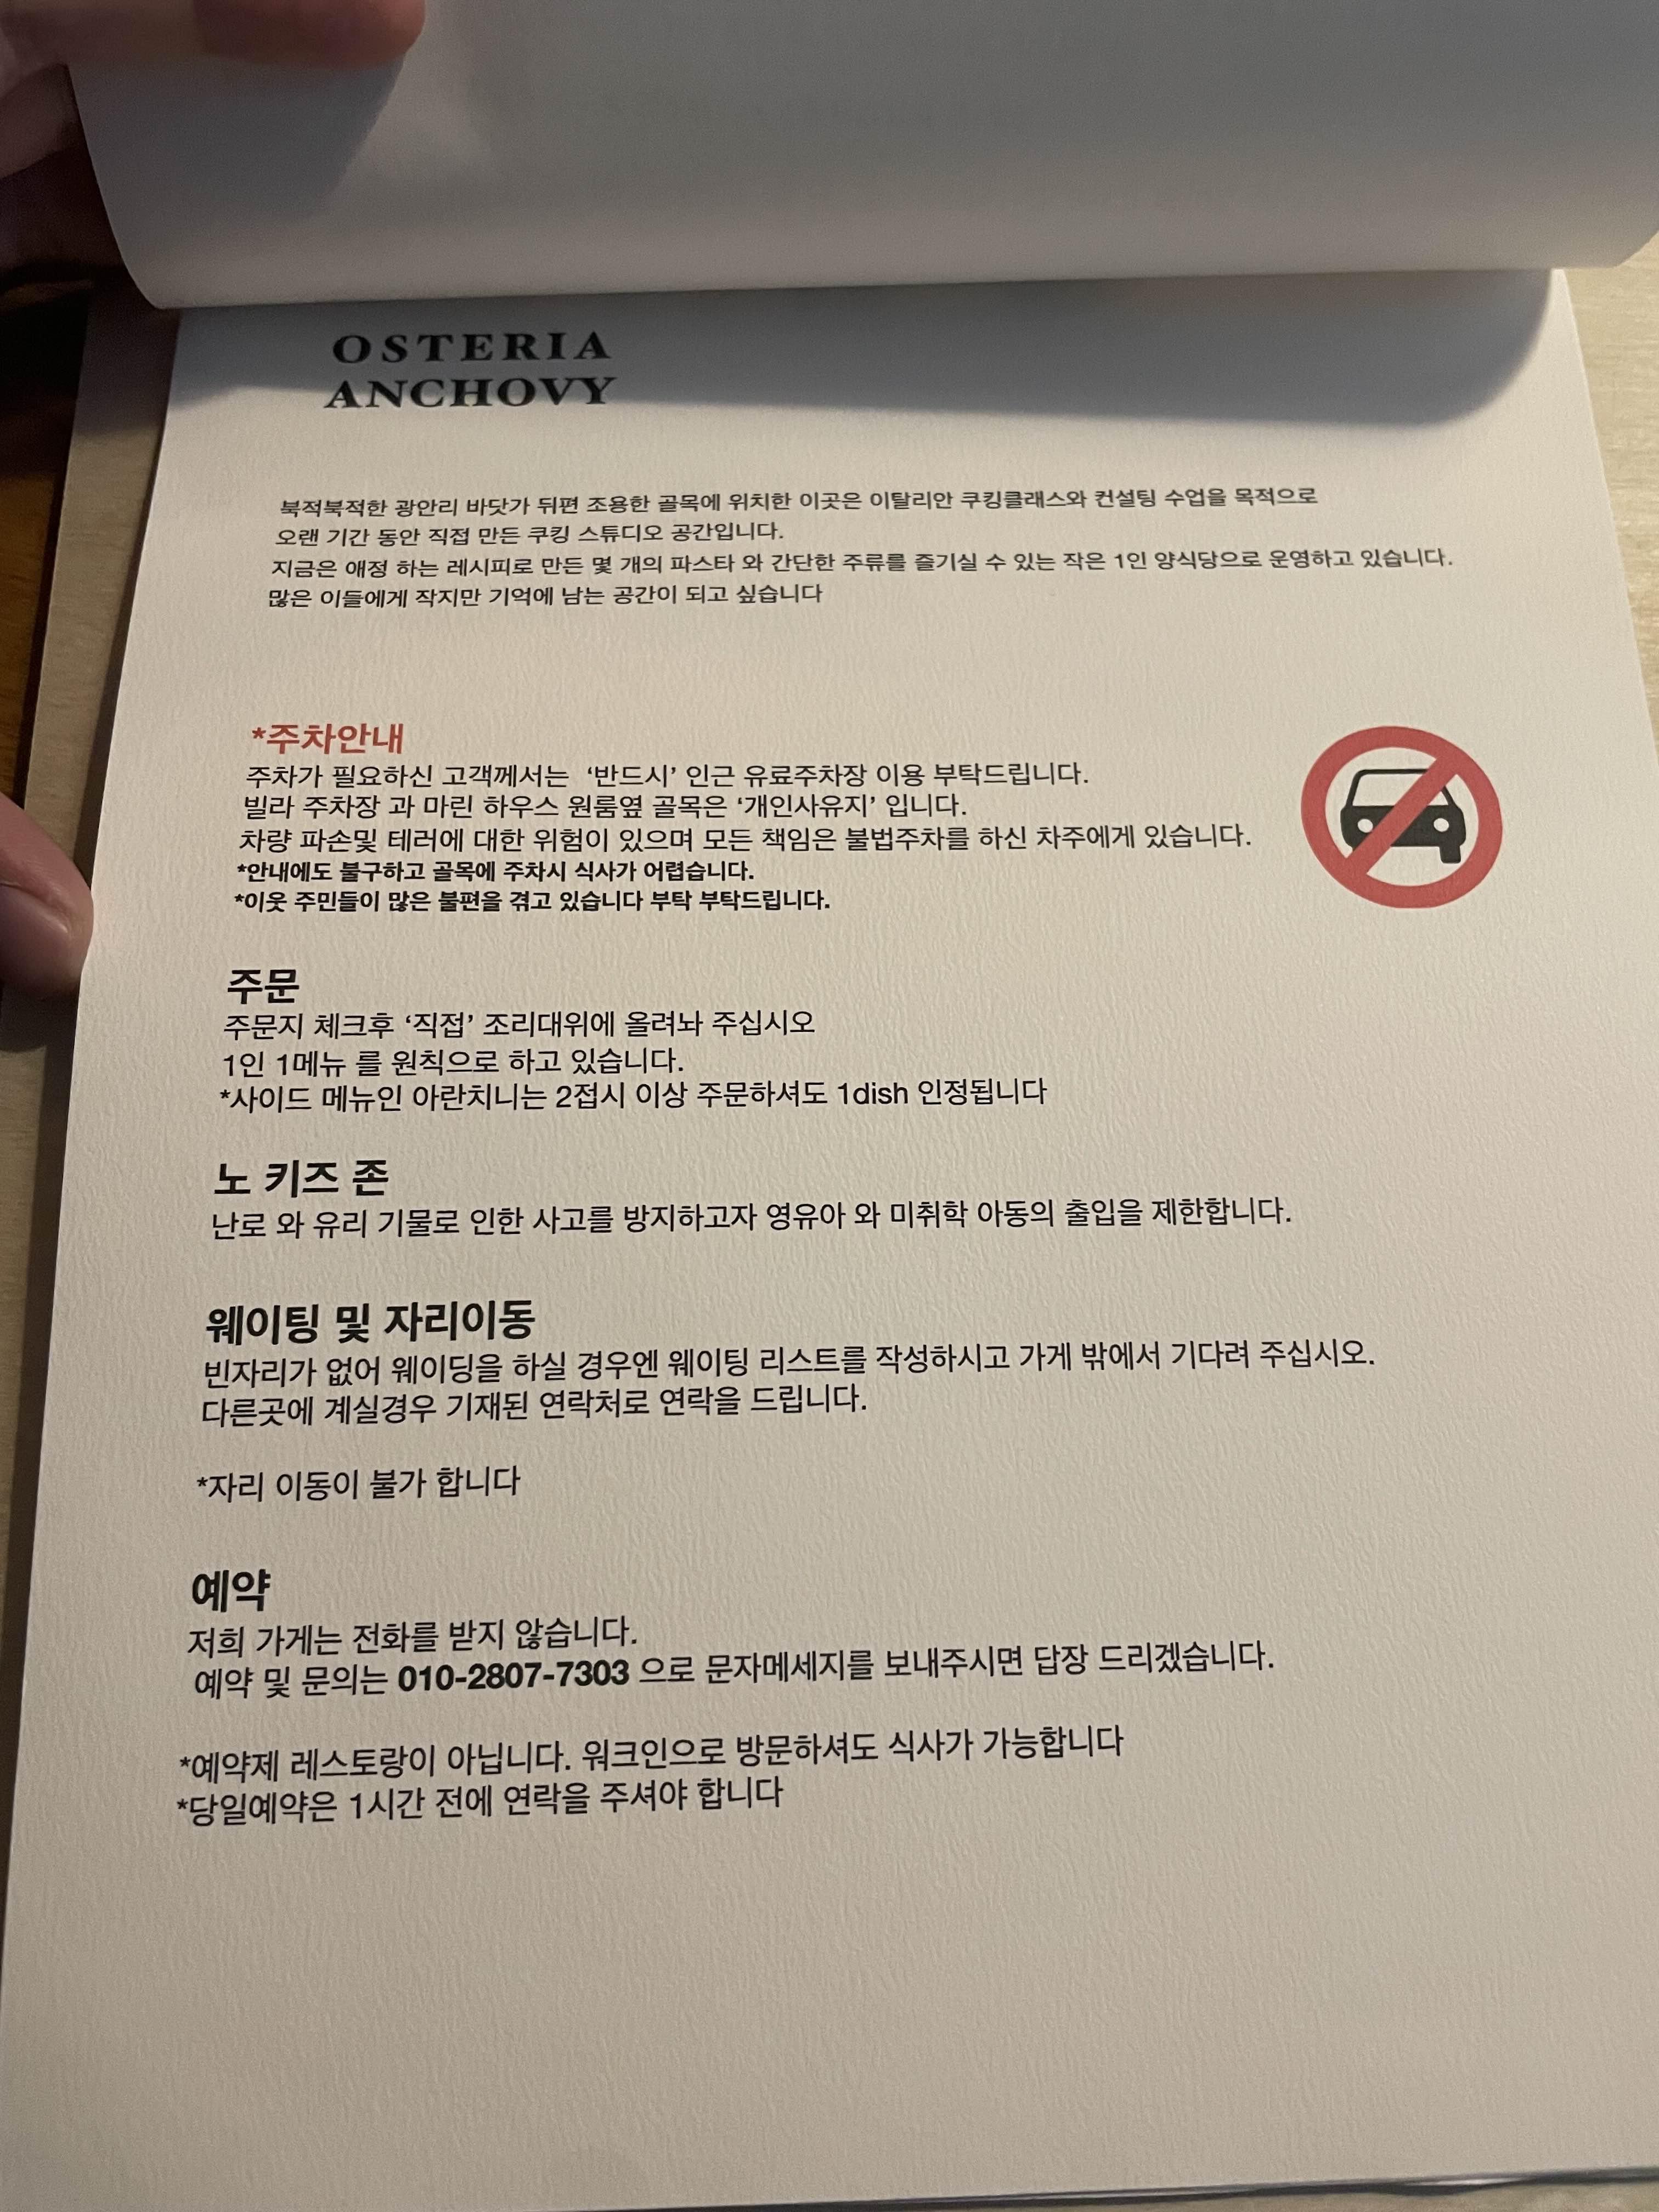 OSTERIA
ANCHOVY
북적북적한 광안리 바닷가 뒤편 조용한 골목에 위치한 이곳은 이탈리안 쿠킹클래스와 컨설팅 수업을 목적으로
오랜 기간 동안 직접 만든 쿠킹 스튜디오 공간입니다.
지금은 애정 하는 레시피로 만든 몇 개의 파스타 와 간단한 주류를 즐기실 수 있는 작은 1인 양식당으로 운영하고 있습니다.
많은 이들에게 작지만 기억에 남는 공간이 되고 싶습니다
*주차안내
주차가 필요하신 고객께서는 ‘반드시’ 인근 유료주차장 이용 부탁드립니다.
빌라 주차장 과 마린 하우스 원룸옆 골목은 ‘개인사유지’ 입니다.
차량 파손및 테러에 대한 위험이 있으며 모든 책임은 불법주차를 하신 차주에게 있습니다.
*안내에도 불구하고 골목에 주차시 식사가 어렵습니다.
*이웃 주민들이 많은 불편을 겪고 있습니다 부탁 부탁드립니다.
주문
주문지 체크후 ‘직접’ 조리대위에 올려놔 주십시오
1인 1메뉴 를 원칙으로 하고 있습니다.
*사이드 메뉴인 아란치니는 2접시 이상 주문하셔도 1dish 인정됩니다
노 키즈 존
난로 와 유리 기물로 인한 사고를 방지하고자 영유아 와 미취학 아동의 출입을 제한합니다.
웨이팅 및 자리이동
빈자리가 없어 웨이딩을 하실 경우엔 웨이팅 리스트를 작성하시고 가게 밖에서 기다려 주십시오.
다른곳에 계실경우 기재된 연락처로 연락을 드립니다.
*자리 이동이 불가 합니다
예약
저희 가게는 전화를 받지 않습니다.
예약 및 문의는 010-2807-7303 으로 문자메세지를 보내주시면 답장 드리겠습니다.
*예약제 레스토랑이 아닙니다. 워크인으로 방문하셔도 식사가 가능합니다
*당일예약은 1시간 전에 연락을 주셔야 합니다